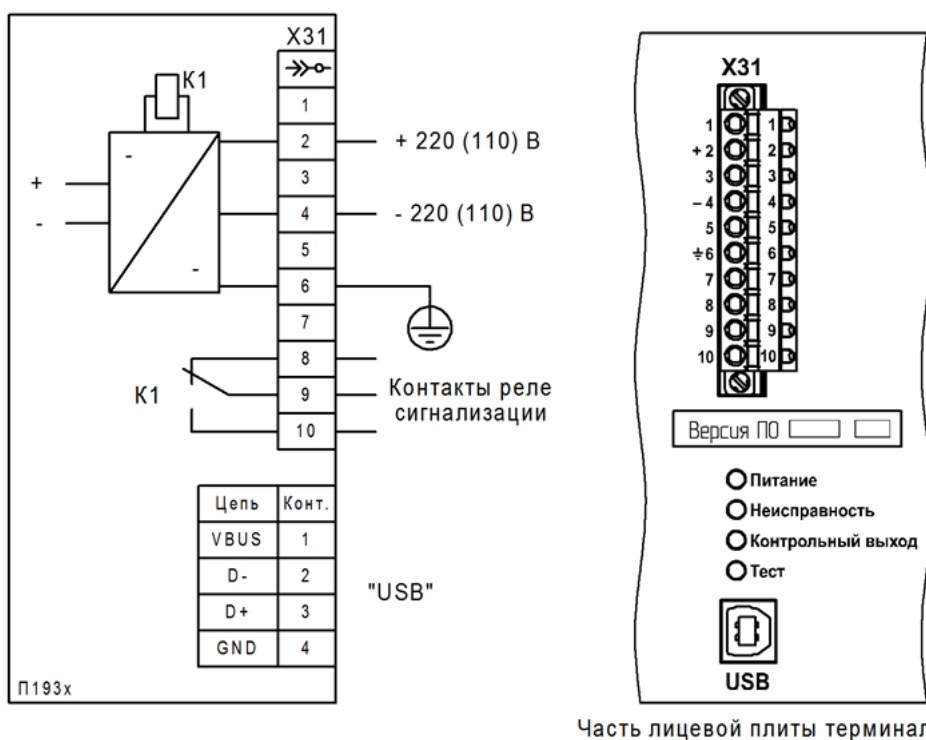 X31
К1
1
2
+ 220 (110) В
3
+
4
- 220 (110) В
-
5
6
7
8
К1
9
Контакты реле
сигнализации
10
Цепь Конт.
VBUS 1
D- 2
"USB"
D+ 3
GND 4
П193x
X31
1 1
+2 2
3 3
–4 4
5 5
⏚6 6
7 7
8 8
9 9
10 10
Версия ПО
Питание
Неисправность
Контрольный выход
Тест
USB
Часть лицевой плиты терминал